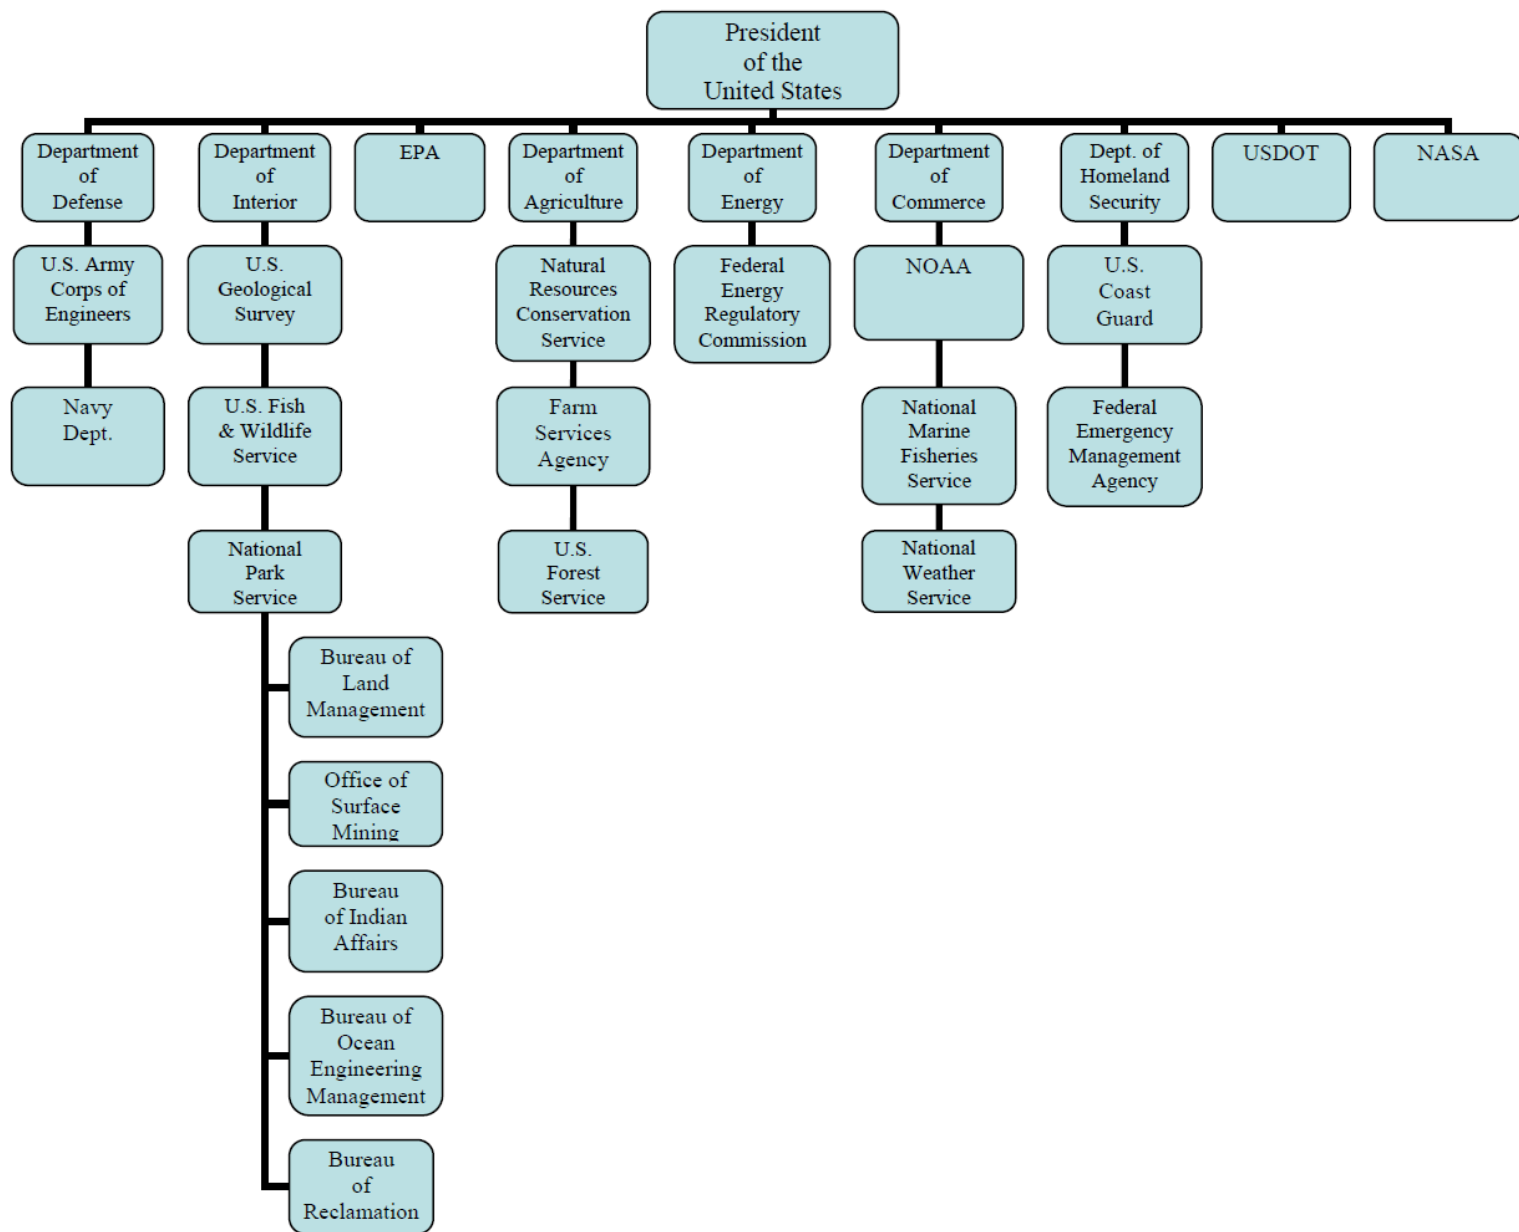 President
of the
United States
Department
of
Defense
Department
of
Interior
EPA
Department
of
Agriculture
Department
of
Energy
Department
of
Commerce
Dept. of
Homeland
Security
USDOT
NASA
U.S. Army
Corps of
Engineers
U.S.
Geological
Survey
Natural
Resources
Conservation
Service
Federal
Energy
Regulatory
Commission
NOAA
U.S.
Coast
Guard
Navy
Dept.
U.S. Fish
& Wildlife
Service
Farm
Services
Agency
National
Marine
Fisheries
Service
Federal
Emergency
Management
Agency
National
Park
Service
U.S.
Forest
Service
National
Weather
Service
Bureau of
Land
Management
Office of
Surface
Mining
Bureau
of Indian
Affairs
Bureau of
Ocean
Engineering
Management
Bureau
of
Reclamation